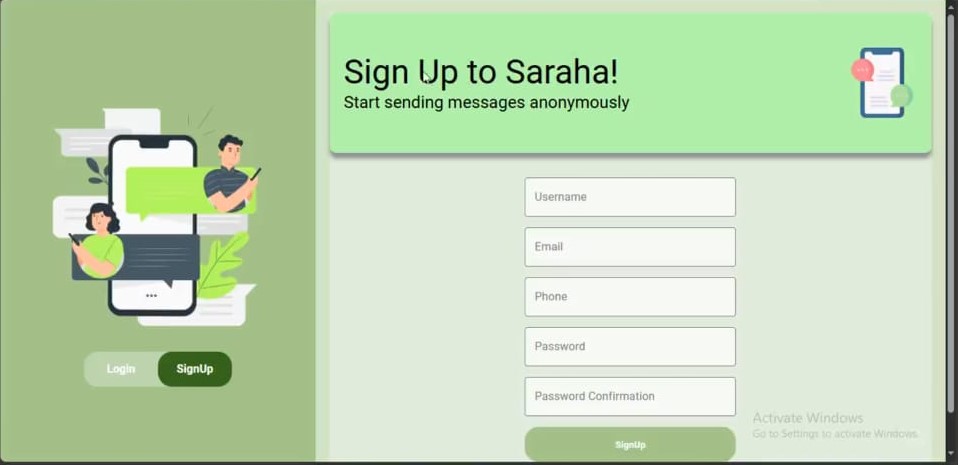 Sign Up to Saraha!
Start sending messages anonymously
Username
Email
Phone
Password
Password Confirmation
SignUp
Login
SignUp
Activate Windows
Go to Settings to activate Windows.